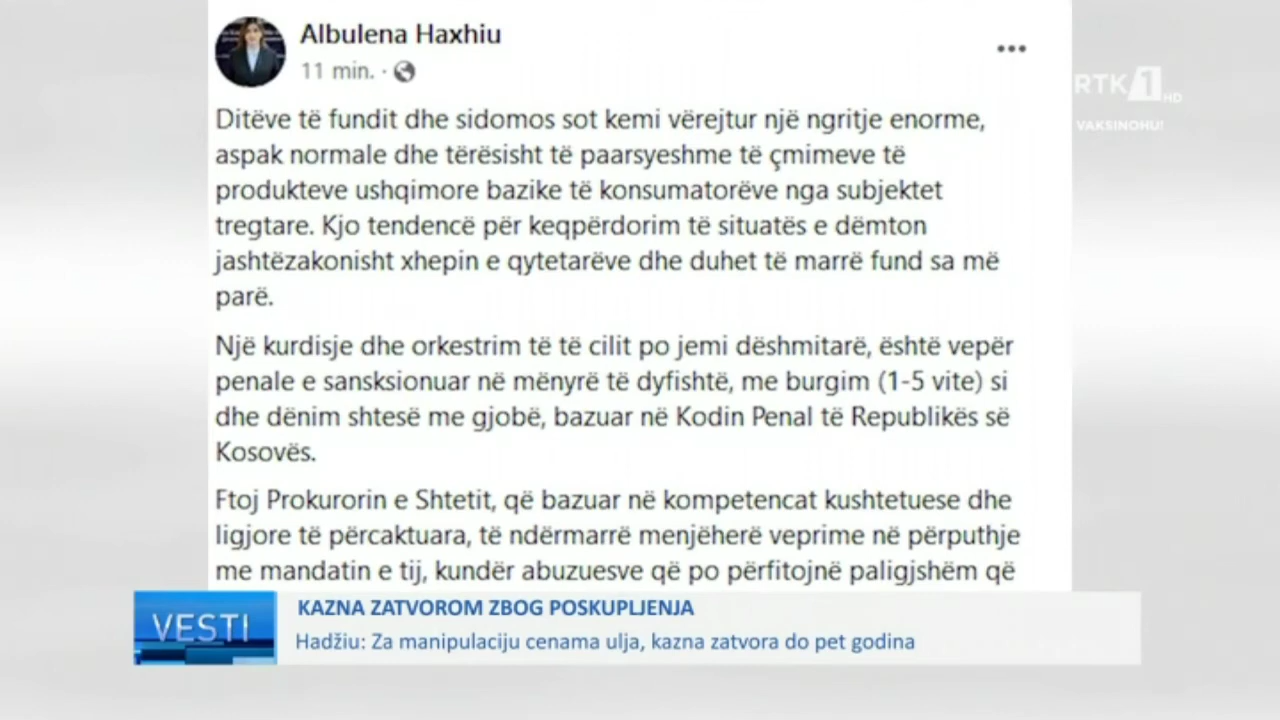 Albulena Haxhiu
11 min. ·
RTK 1 HD
VAKSINOHU!
Ditëve të fundit dhe sidomos sot kemi vërejtur një ngritje enorme,
aspak normale dhe tërësisht të paarsyeshme të çmimeve të
produkteve ushqimore bazike të konsumatorëve nga subjektet
tregtare. Kjo tendencë për keqpërdorim të situatës e dëmton
jashtëzakonisht xhepin e qytetarëve dhe duhet të marrë fund sa më
parë.
Një kurdisje dhe orkestrim të të cilit po jemi dëshmitarë, është vepër
penale e sansksionuar në mënyrë të dyfishtë, me burgim (1-5 vite) si
dhe dënim shtesë me gjobë, bazuar në Kodin Penal të Republikës së
Kosovës.
Ftoj Prokurorin e Shtetit, që bazuar në kompetencat kushtetuese dhe
ligjore të përcaktuara, të ndërmarrë menjëherë veprime në përputhje
me mandatin e tij, kundër abuzuesve që po përfitojnë paligjshëm që
VESTI
KAZNA ZATVOROM ZBOG POSKUPLJENJA
Hadžiu: Za manipulaciju cenama ulja, kazna zatvora do pet godina